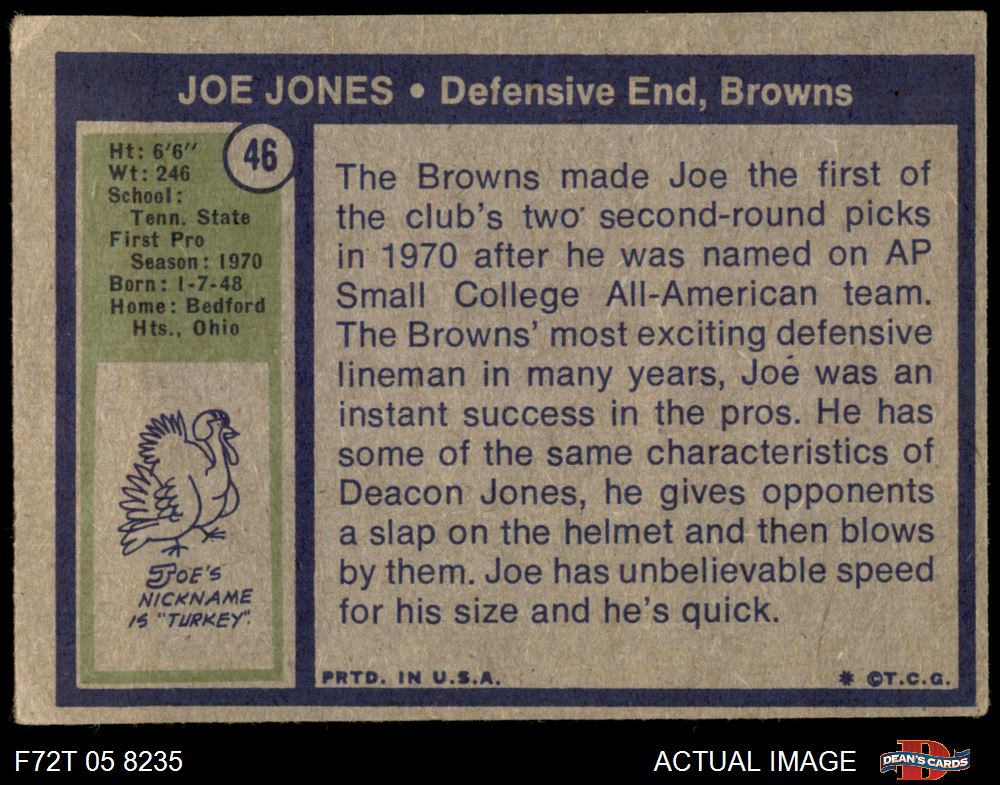 JOE JONES • Defensive End, Browns
46
Ht: 6'6"
Wt: 246
School:
Tenn. State
First Pro
Season: 1970
Born: 1-7-48
Home: Bedford
Hts., Ohio
JOE'S
NICKNAME
IS "TURKEY".
The Browns made Joe the first of
the club's two second-round picks
in 1970 after he was named on AP
Small College All-American team.
The Browns' most exciting defensive
lineman in many years, Joe was an
instant success in the pros. He has
some of the same characteristics of
Deacon Jones, he gives opponents
a slap on the helmet and then blows
by them. Joe has unbelievable speed
for his size and he's quick.
PRTD. IN U.S.A.
* ©T.C.G.
F72T 05 8235
ACTUAL IMAGE
D
DEAN'S CARDS